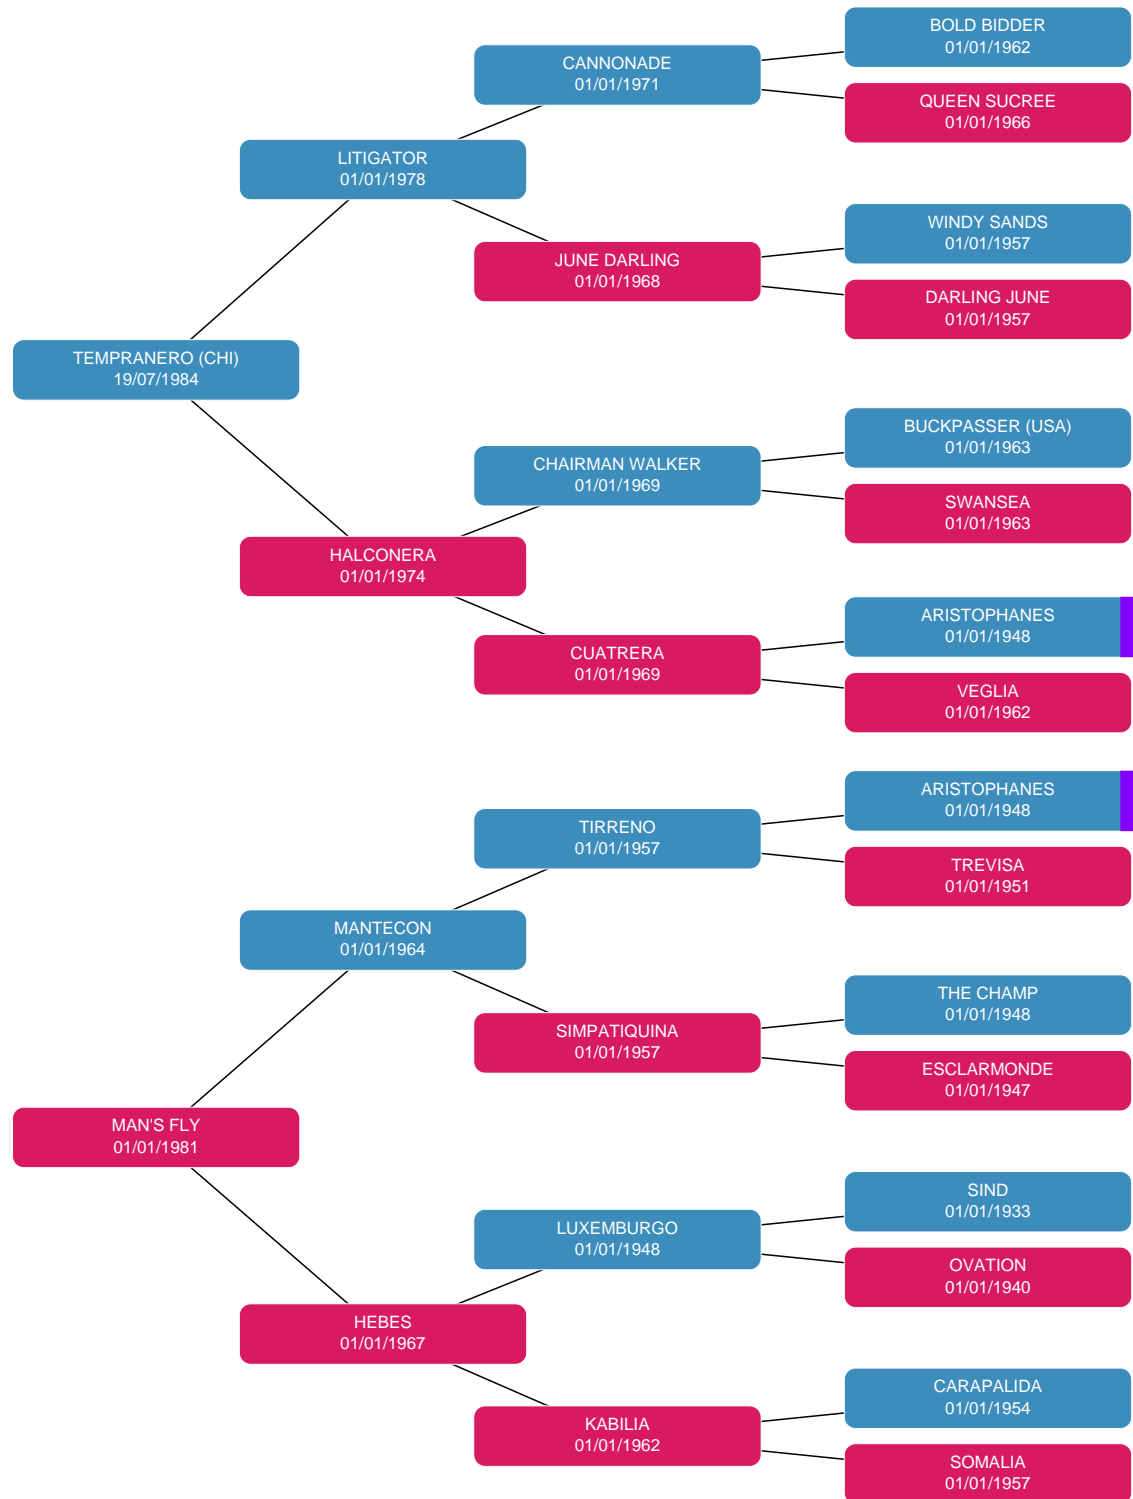 BOLD BIDDER
01/01/1962
CANNONADE
01/01/1971
QUEEN SUCREE
01/01/1966
LITIGATOR
01/01/1978
WINDY SANDS
01/01/1957
JUNE DARLING
01/01/1968
DARLING JUNE
01/01/1957
TEMPRANERO (CHI)
19/07/1984
BUCKPASSER (USA)
01/01/1963
CHAIRMAN WALKER
01/01/1969
SWANSEA
01/01/1963
HALCONERA
01/01/1974
ARISTOPHANES
01/01/1948
CUATRERA
01/01/1969
VEGLIA
01/01/1962
ARISTOPHANES
01/01/1948
TIRRENO
01/01/1957
TREVISA
01/01/1951
MANTECON
01/01/1964
THE CHAMP
01/01/1948
SIMPATIQUINA
01/01/1957
ESCLARMONDE
01/01/1947
MAN'S FLY
01/01/1981
SIND
01/01/1933
LUXEMBURGO
01/01/1948
OVATION
01/01/1940
HEBES
01/01/1967
CARAPALIDA
01/01/1954
KABILIA
01/01/1962
SOMALIA
01/01/1957